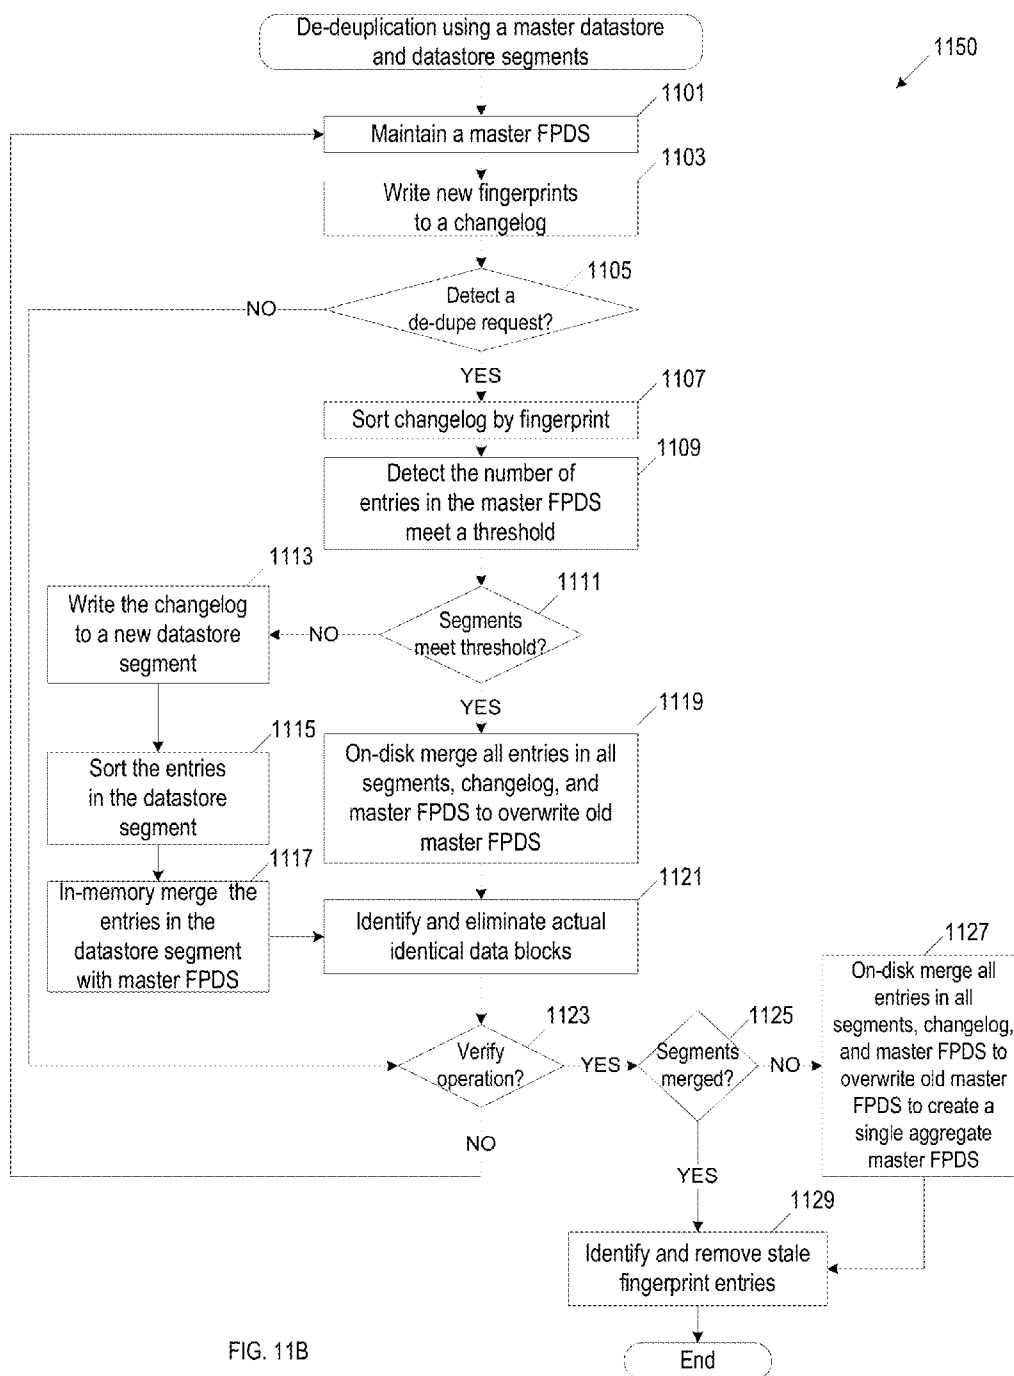 De-deuplication using a master datastore
and datastore segments
1150
1101
Maintain a master FPDS
1103
Write new fingerprints
to a changelog
1105
Detect a
de-dupe request?
NO
YES
1107
Sort changelog by fingerprint
1109
Detect the number of
entries in the master FPDS
meet a threshold
1113
Write the changelog
to a new datastore
segment
1111
Segments
meet threshold?
NO
YES
1115
Sort the entries
in the datastore
segment
1119
On-disk merge all entries in all
segments, changelog, and
master FPDS to overwrite old
master FPDS
1117
In-memory merge the
entries in the
datastore segment
with master FPDS
1121
Identify and eliminate actual
identical data blocks
1127
On-disk merge all
entries in all
segments, changelog,
and master FPDS to
overwrite old master
FPDS to create a
single aggregate
master FPDS
1123
Verify
operation?
YES
1125
Segments
merged?
NO
NO
YES
1129
Identify and remove stale
fingerprint entries
FIG. 11B
End